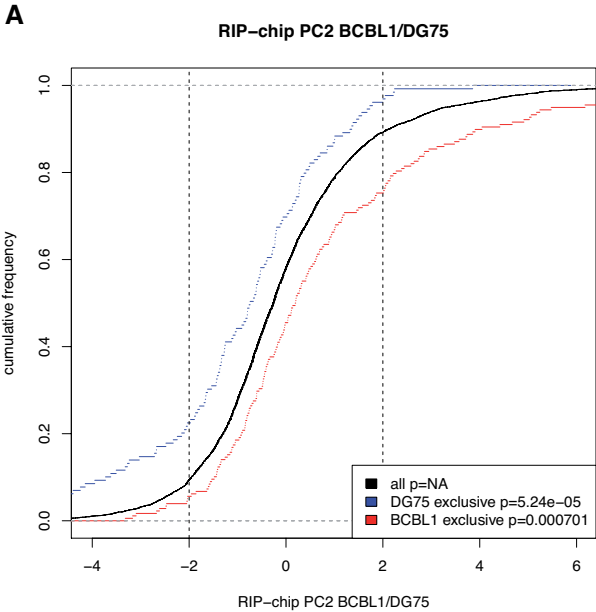 A
RIP−chip PC2 BCBL1/DG75
cumulative frequency
1.0
0.8
0.6
0.4
0.2
0.0
all p=NA
DG75 exclusive p=5.24e−05
BCBL1 exclusive p=0.000701
−4 −2 0 2 4 6
RIP−chip PC2 BCBL1/DG75